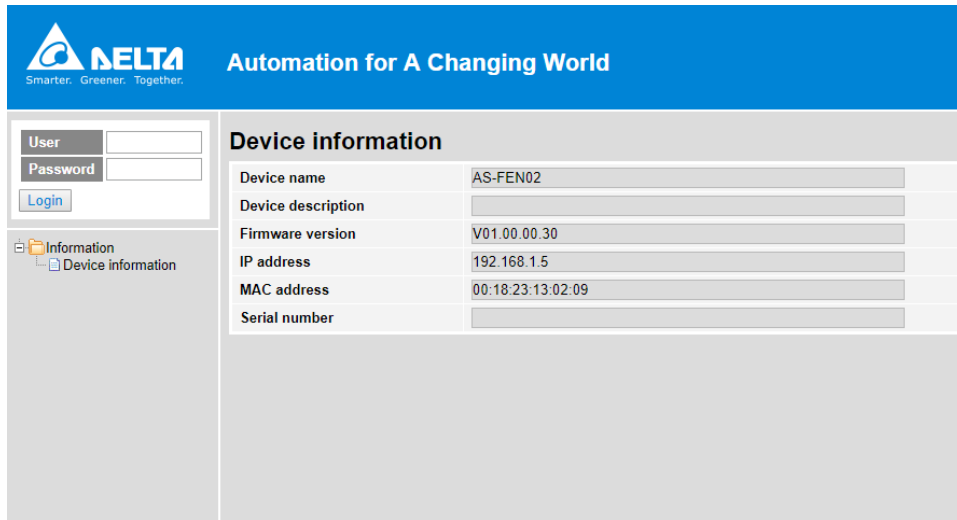 DELTA
Smarter. Greener. Together.
Automation for A Changing World
User
Password
Login
Information
Device information
Device information
Device name AS-FEN02
Device description
Firmware version V01.00.00.30
IP address 192.168.1.5
MAC address 00:18:23:13:02:09
Serial number